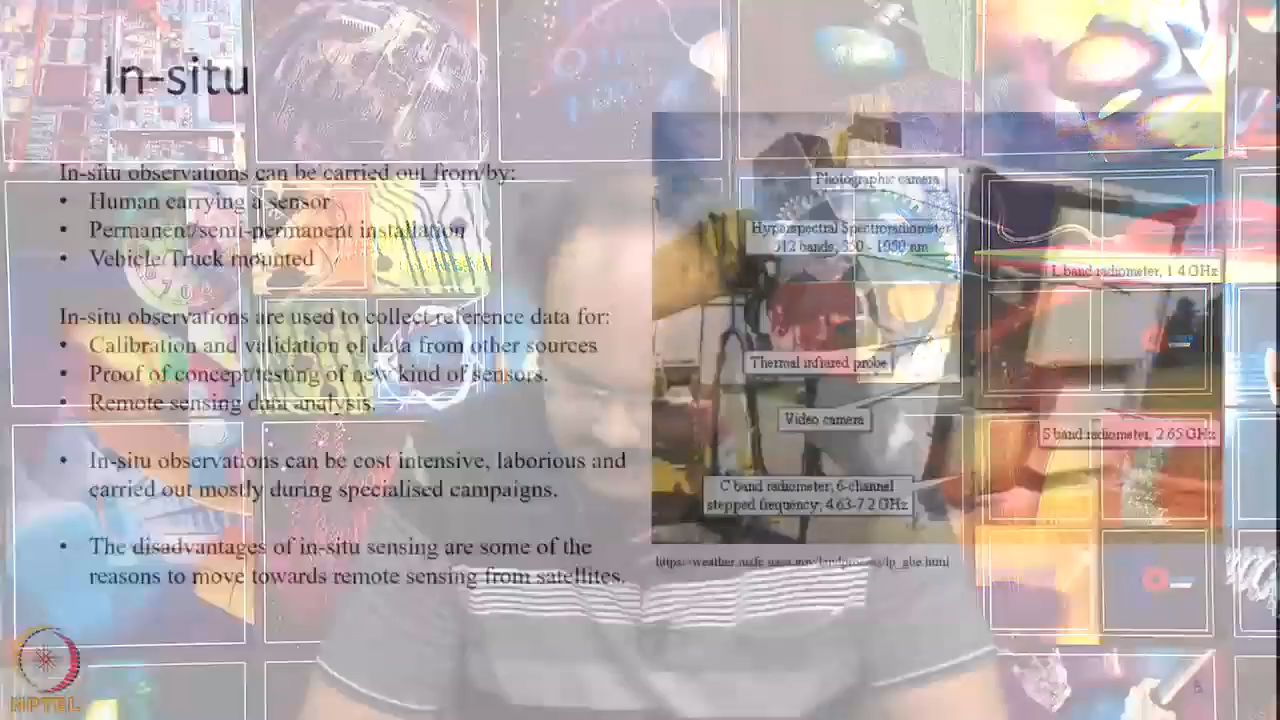 In-situ
In-situ observations can be carried out from/by:
• Human carrying a sensor
• Permanent/semi-permanent installation
• Vehicle/Truck mounted
In-situ observations are used to collect reference data for:
• Calibration and validation of data from other sources
• Proof of concept/testing of new kind of sensors.
• Remote sensing data analysis.
• In-situ observations can be cost intensive, laborious and
carried out mostly during specialised campaigns.
• The disadvantages of in-situ sensing are some of the
reasons to move towards remote sensing from satellites.
Photographic camera
Hyperspectral Spectroradiometer
512 bands, - nm
L band radiometer, 1.4 GHz
Thermal infrared probe
Video camera
S band radiometer, 2.65 GHz
C band radiometer, 6-channel
stepped frequency, 4.63-7.2 GHz
NPTEL